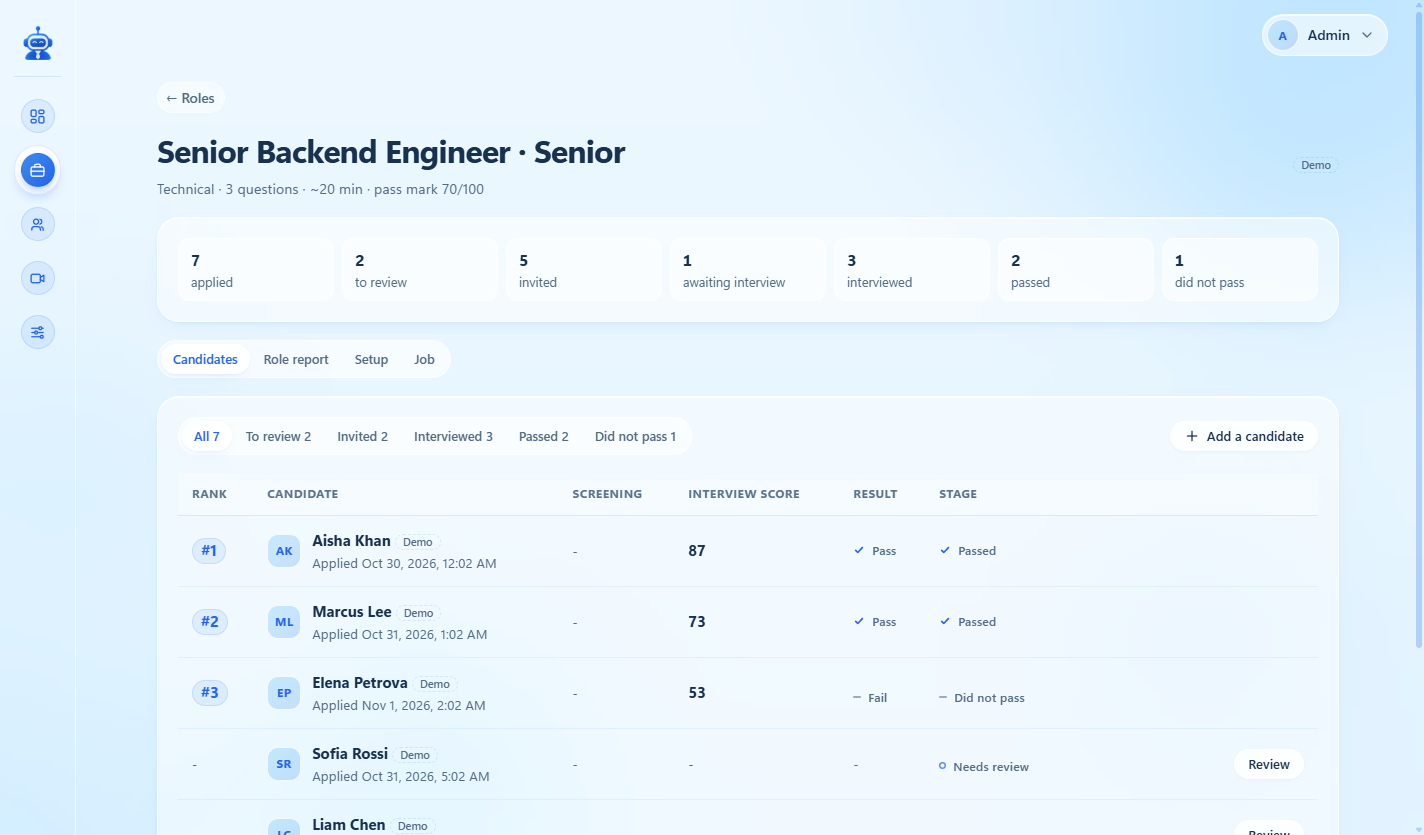 A Admin
← Roles
Senior Backend Engineer · Senior
Demo
Technical · 3 questions · ~20 min · pass mark 70/100
7
applied
2
to review
5
invited
1
awaiting interview
3
interviewed
2
passed
1
did not pass
Candidates Role report Setup Job
All 7 To review 2 Invited 2 Interviewed 3 Passed 2 Did not pass 1
+ Add a candidate
RANK CANDIDATE SCREENING INTERVIEW SCORE RESULT STAGE
#1 AK Aisha Khan Demo - 87 Pass Passed
Applied Oct 30, 2026, 12:02 AM
#2 ML Marcus Lee Demo - 73 Pass Passed
Applied Oct 31, 2026, 1:02 AM
#3 EP Elena Petrova Demo - 53 – Fail – Did not pass
Applied Nov 1, 2026, 2:02 AM
- SR Sofia Rossi Demo - - - Needs review Review
Applied Oct 31, 2026, 5:02 AM
LC Liam Chen Demo Review